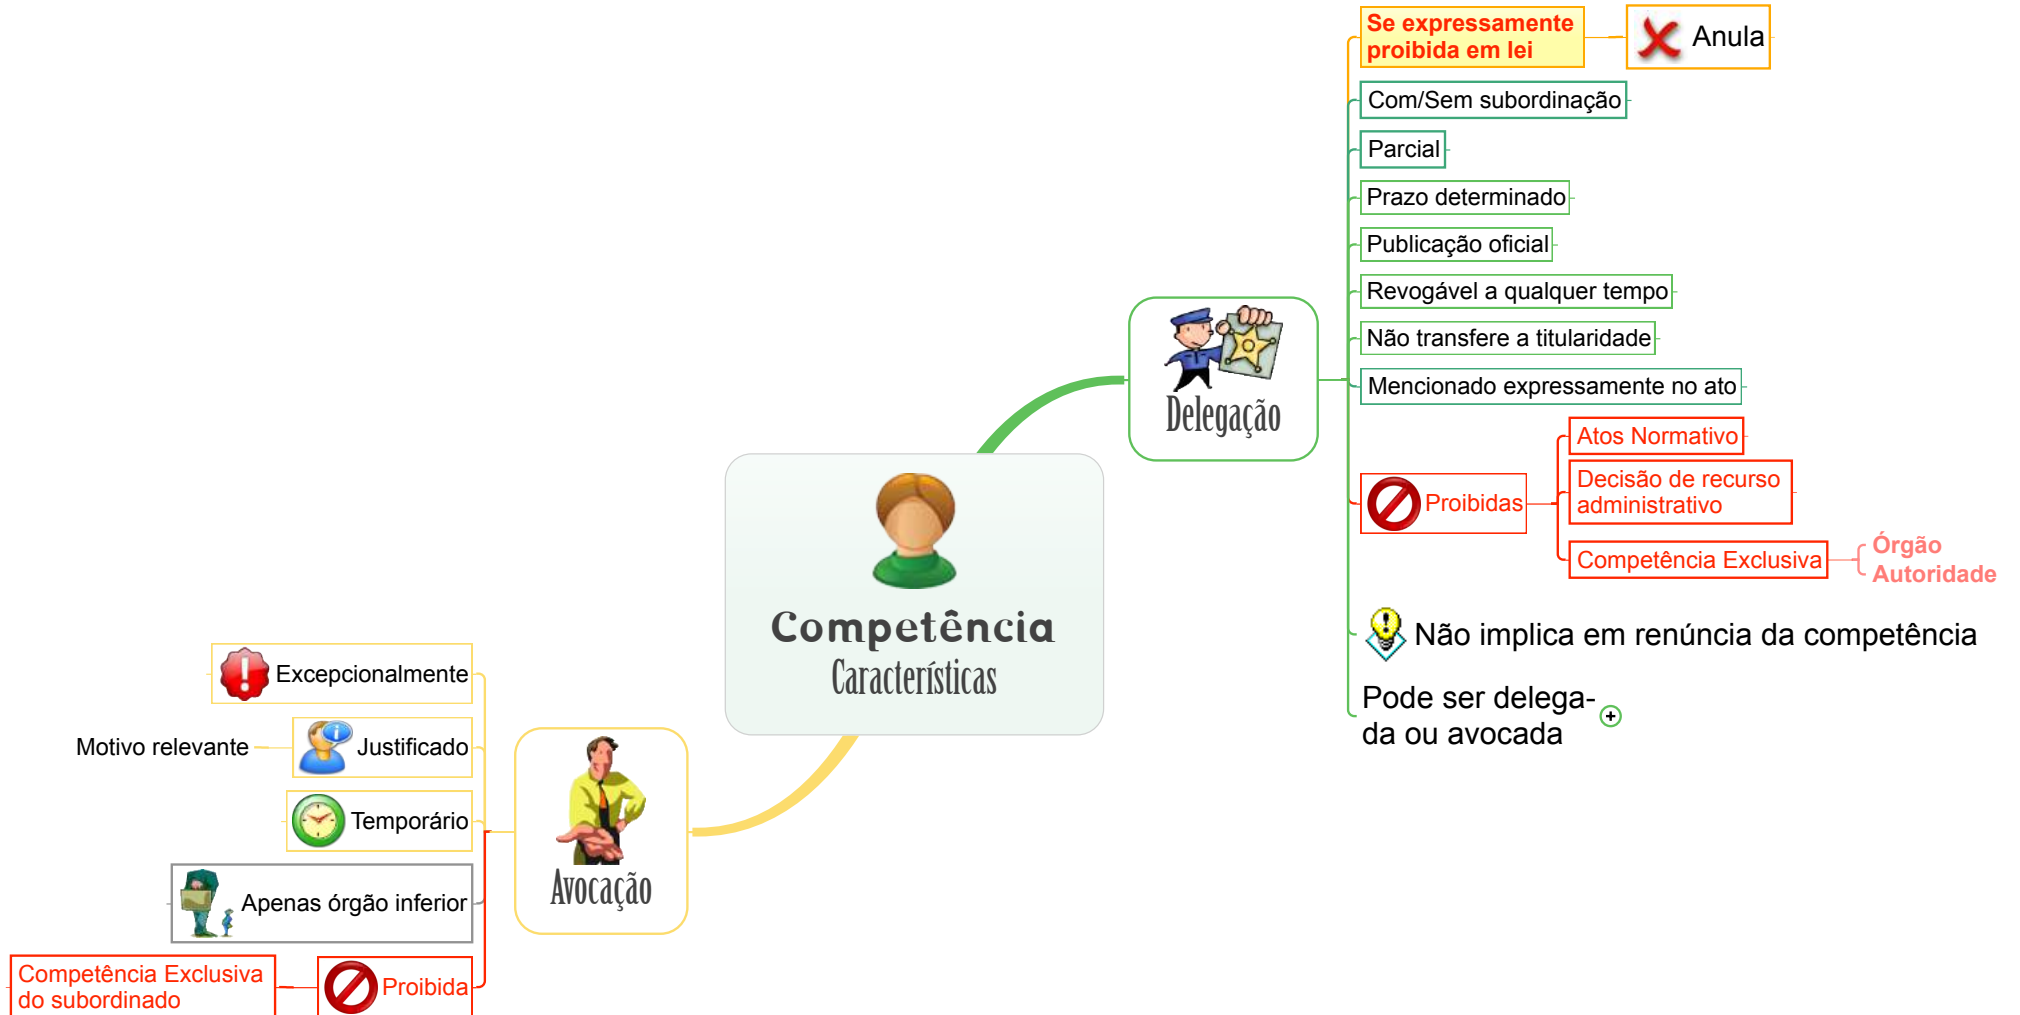 Se expressamente
proibida em lei
Anula
Com/Sem subordinação
Parcial
Prazo determinado
Publicação oficial
Revogável a qualquer tempo
Não transfere a titularidade
Mencionado expressamente no ato
Delegação
Proibidas
Atos Normativo
Decisão de recurso
administrativo
Competência Exclusiva
Órgão
Autoridade
Não implica em renúncia da competência
Pode ser delega-
da ou avocada
Competência
Características
Avocação
Excepcionalmente
Justificado
Motivo relevante
Temporário
Apenas órgão inferior
Proibida
Competência Exclusiva
do subordinado